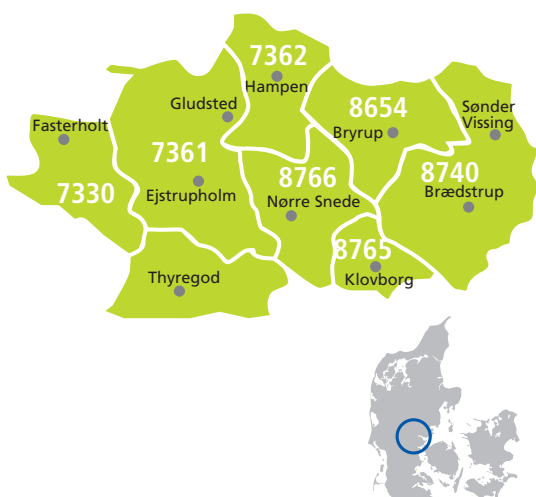 7362
Hampen
Gludsted
8654
Bryrup
Sønder
Vissing
Fasterholt
7361
7330
Ejstrupholm
8766
Nørre Snede
8740
Brædstrup
8765
Klovborg
Thyregod